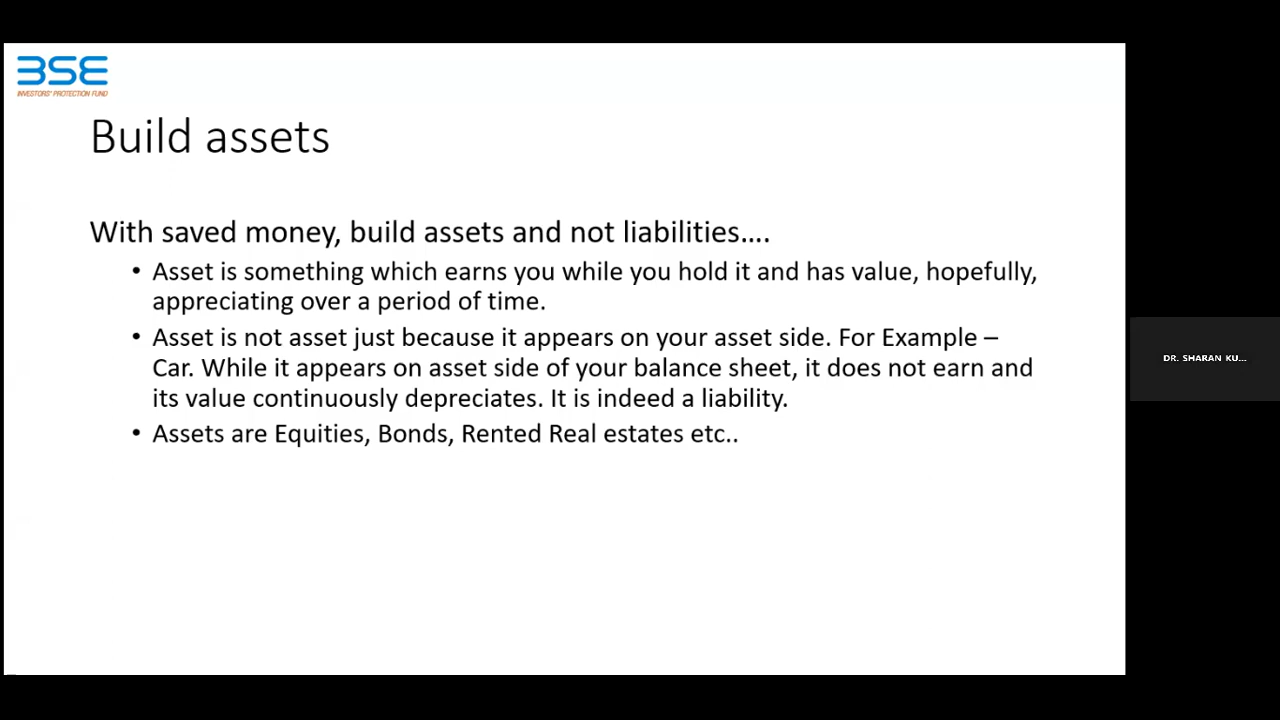 BSE
INVESTORS' PROTECTION FUND
Build assets
With saved money, build assets and not liabilities....
• Asset is something which earns you while you hold it and has value, hopefully,
appreciating over a period of time.
• Asset is not asset just because it appears on your asset side. For Example –
Car. While it appears on asset side of your balance sheet, it does not earn and
its value continuously depreciates. It is indeed a liability.
• Assets are Equities, Bonds, Rented Real estates etc..
DR. SHARAN KU...